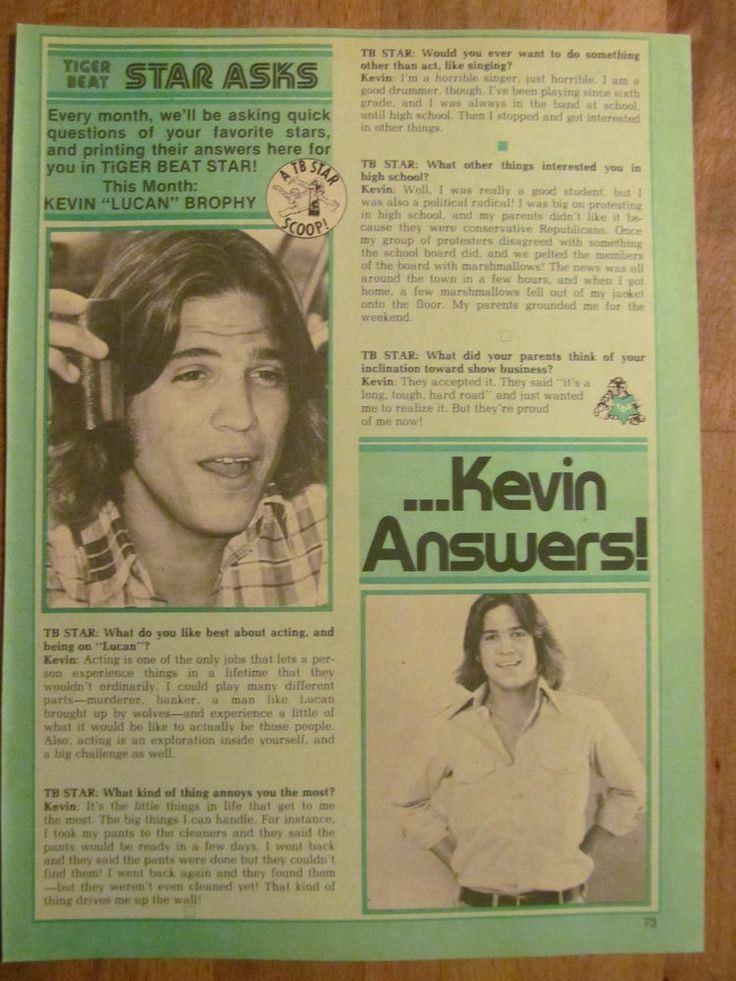 TIGER
BEAT STAR ASKS
Every month, we'll be asking quick
questions of your favorite stars,
and printing their answers here for
you in TiGER BEAT STAR!
This Month:
KEVIN "LUCAN" BROPHY
A TB STAR
SCOOP!
TB STAR: What do you like best about acting, and
being on "Lucan"?
Kevin: Acting is one of the only jobs that lets a per-
son experience things in a lifetime that they
wouldn't ordinarily. I could play many different
parts—murderer, banker, a man like Lucan
brought up by wolves—and experience a little of
what it would be like to actually be those people.
Also, acting is an exploration inside yourself, and
a big challenge as well.
TB STAR: What kind of thing annoys you the most?
Kevin: It's the little things in life that get to me
the most. The big things I can handle. For instance,
I took my pants to the cleaners and they said the
pants would be ready in a few days. I went back
and they said the pants were done but they couldn't
find them! I went back again and they found them
—but they weren't even cleaned yet! That kind of
thing drives me up the wall!
TB STAR: Would you ever want to do something
other than act, like singing?
Kevin: I'm a horrible singer, just horrible. I am a
good drummer, though. I've been playing since sixth
grade, and I was always in the band at school,
until high school. Then I stopped and got interested
in other things.
TB STAR: What other things interested you in
high school?
Kevin: Well, I was really a good student, but I
was also a political radical! I was big on protesting
in high school, and my parents didn't like it be-
cause they were conservative Republicans. Once
my group of protesters disagreed with something
the school board did, and we pelted the members
of the board with marshmallows! The news was all
around the town in a few hours, and when I got
home, a few marshmallows fell out of my jacket
onto the floor. My parents grounded me for the
weekend.
TB STAR: What did your parents think of your
inclination toward show business?
Kevin: They accepted it. They said "it's a
long, tough, hard road" and just wanted
me to realize it. But they're proud
of me now!
...Kevin
Answers!
73